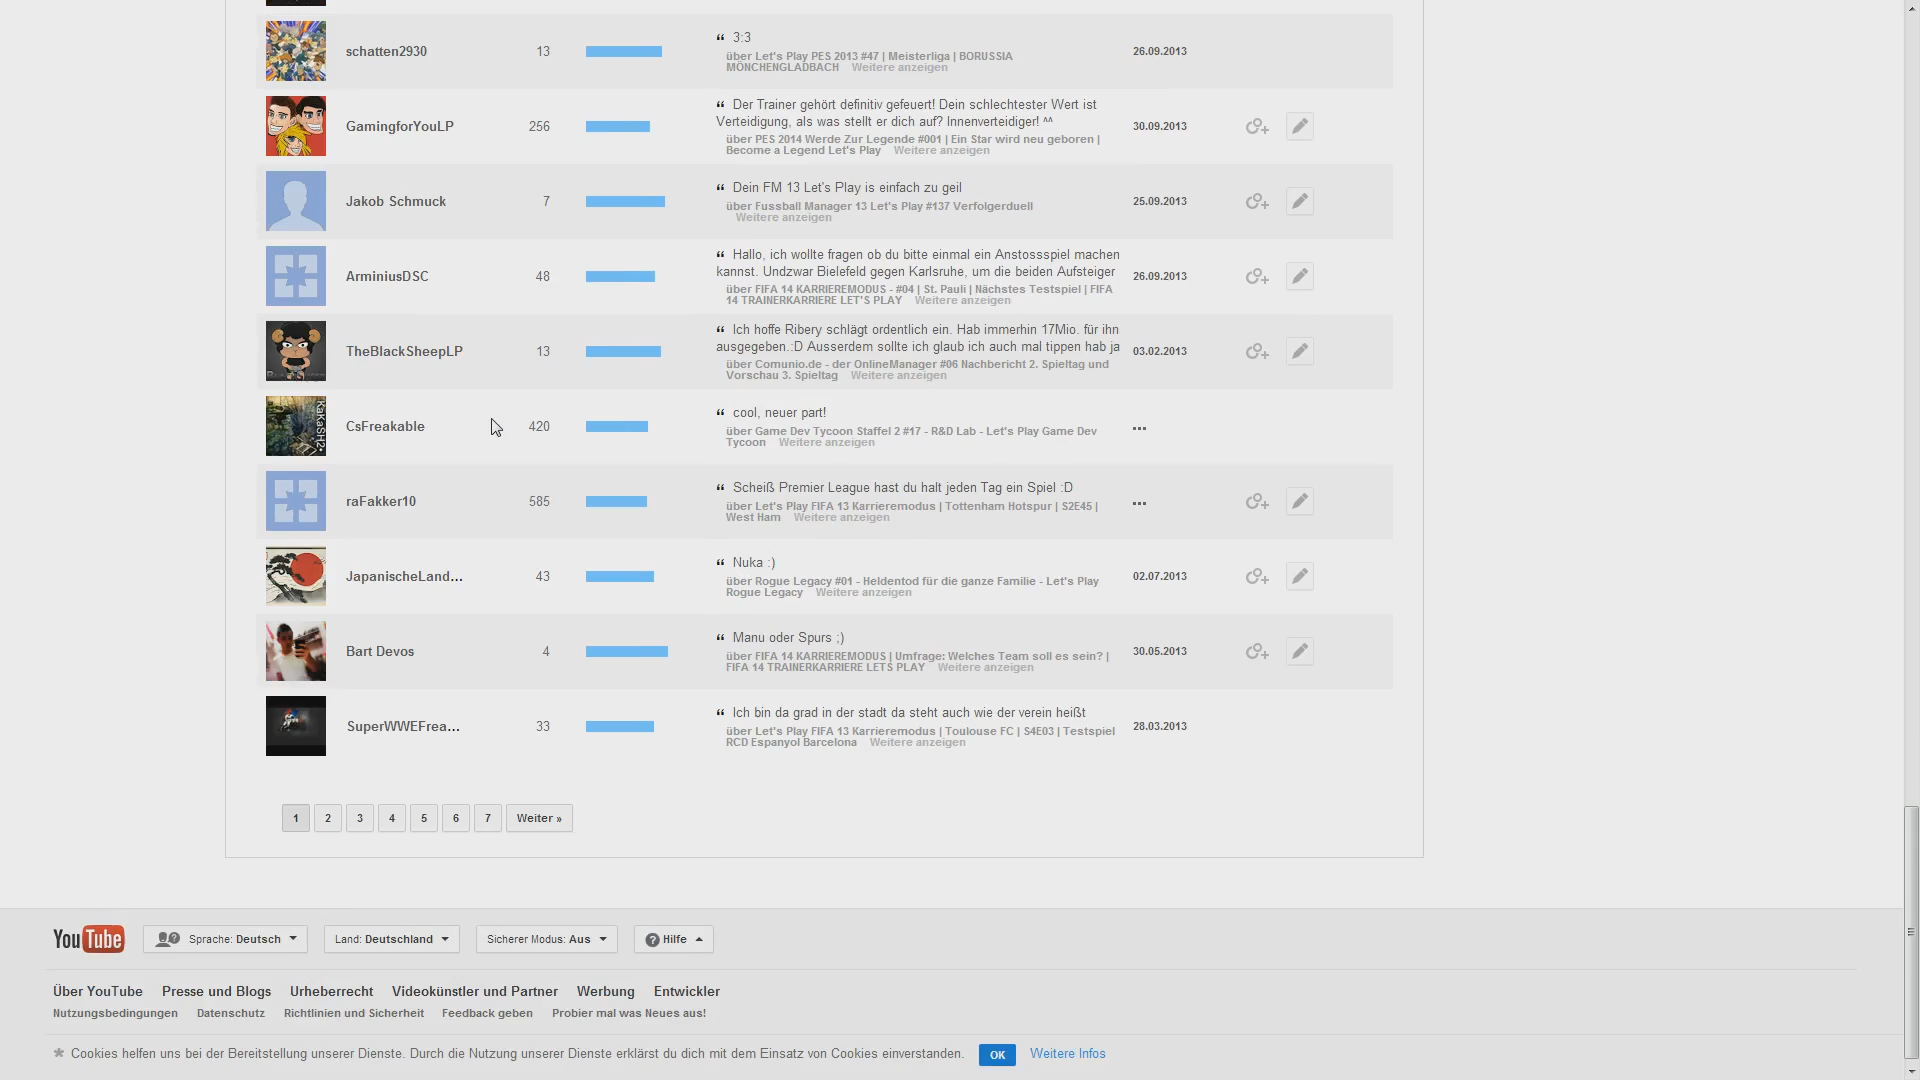 schatten2930 13 “ 3:3 26.09.2013
über Let's Play PES 2013 #47 | Meisterliga | BORUSSIA
MÖNCHENGLADBACH Weitere anzeigen
“ Der Trainer gehört definitiv gefeuert! Dein schlechtester Wert ist
GamingforYouLP 256 Verteidigung, als was stellt er dich auf? Innenverteidiger! ^^ 30.09.2013
über PES 2014 Werde Zur Legende #001 | Ein Star wird neu geboren |
Become a Legend Let's Play Weitere anzeigen
“ Dein FM 13 Let's Play is einfach zu geil
Jakob Schmuck 7 über Fussball Manager 13 Let's Play #137 Verfolgerduell 25.09.2013
Weitere anzeigen
“ Hallo, ich wollte fragen ob du bitte einmal ein Anstossspiel machen
ArminiusDSC 48 kannst. Undzwar Bielefeld gegen Karlsruhe, um die beiden Aufsteiger 26.09.2013
über FIFA 14 KARRIEREMODUS - #04 | St. Pauli | Nächstes Testspiel | FIFA
14 TRAINERKARRIERE LET'S PLAY Weitere anzeigen
“ Ich hoffe Ribery schlägt ordentlich ein. Hab immerhin 17Mio. für ihn
TheBlackSheepLP 13 ausgegeben.:D Ausserdem sollte ich glaub ich auch mal tippen hab ja 03.02.2013
über Comunio.de - der OnlineManager #06 Nachbericht 2. Spieltag und
Vorschau 3. Spieltag Weitere anzeigen
KaKaSH2.
“ cool, neuer part!
CsFreakable 420 über Game Dev Tycoon Staffel 2 #17 - R&D Lab - Let's Play Game Dev ...
Tycoon Weitere anzeigen
“ Scheiß Premier League hast du halt jeden Tag ein Spiel :D
raFakker10 585 über Let's Play FIFA 13 Karrieremodus | Tottenham Hotspur | S2E45 | ...
West Ham Weitere anzeigen
“ Nuka :)
JapanischeLand... 43 über Rogue Legacy #01 - Heldentod für die ganze Familie - Let's Play 02.07.2013
Rogue Legacy Weitere anzeigen
“ Manu oder Spurs ;)
Bart Devos 4 über FIFA 14 KARRIEREMODUS | Umfrage: Welches Team soll es sein? | 30.05.2013
FIFA 14 TRAINERKARRIERE LETS PLAY Weitere anzeigen
“ Ich bin da grad in der stadt da steht auch wie der verein heißt
SuperWWEFrea... 33 über Let's Play FIFA 13 Karrieremodus | Toulouse FC | S4E03 | Testspiel 28.03.2013
RCD Espanyol Barcelona Weitere anzeigen
1 2 3 4 5 6 7 Weiter »
YouTube Sprache: Deutsch Land: Deutschland Sicherer Modus: Aus Hilfe
Über YouTube Presse und Blogs Urheberrecht Videokünstler und Partner Werbung Entwickler
Nutzungsbedingungen Datenschutz Richtlinien und Sicherheit Feedback geben Probier mal was Neues aus!
* Cookies helfen uns bei der Bereitstellung unserer Dienste. Durch die Nutzung unserer Dienste erklärst du dich mit dem Einsatz von Cookies einverstanden. OK Weitere Infos